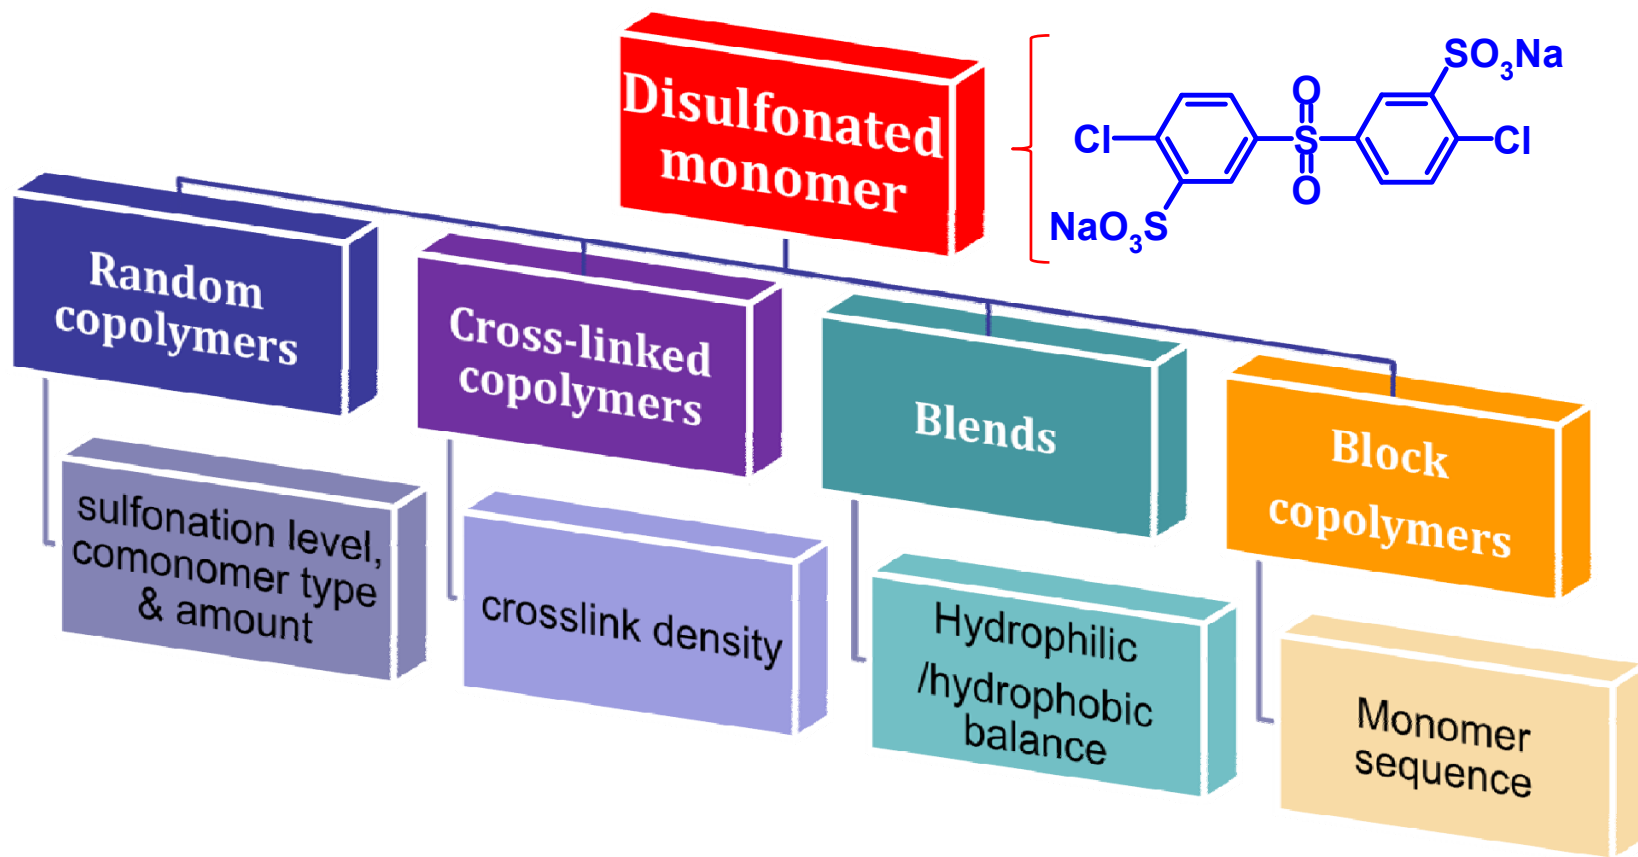 Disulfonated
monomer
SO3Na
O
Cl
S
Cl
O
NaO3S
Random
copolymers
Cross-linked
copolymers
Blends
Block
copolymers
sulfonation level,
comonomer type
& amount
crosslink density
Hydrophilic
/hydrophobic
balance
Monomer
sequence